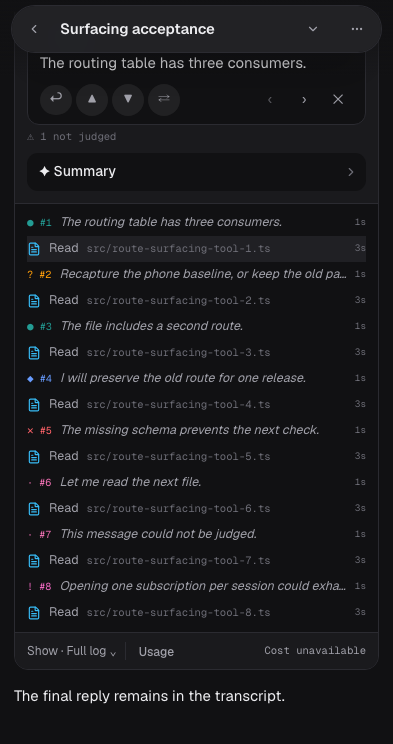 Surfacing acceptance
The routing table has three consumers.
⚠ 1 not judged
✦ Summary
#1 The routing table has three consumers. 1s
Read src/route-surfacing-tool-1.ts 3s
? #2 Recapture the phone baseline, or keep the old pa… 1s
Read src/route-surfacing-tool-2.ts 3s
#3 The file includes a second route. 1s
Read src/route-surfacing-tool-3.ts 3s
#4 I will preserve the old route for one release. 1s
Read src/route-surfacing-tool-4.ts 3s
× #5 The missing schema prevents the next check. 1s
Read src/route-surfacing-tool-5.ts 3s
· #6 Let me read the next file. 1s
Read src/route-surfacing-tool-6.ts 3s
· #7 This message could not be judged. 1s
Read src/route-surfacing-tool-7.ts 3s
! #8 Opening one subscription per session could exha… 1s
Read src/route-surfacing-tool-8.ts 3s
Show · Full log Usage Cost unavailable
The final reply remains in the transcript.